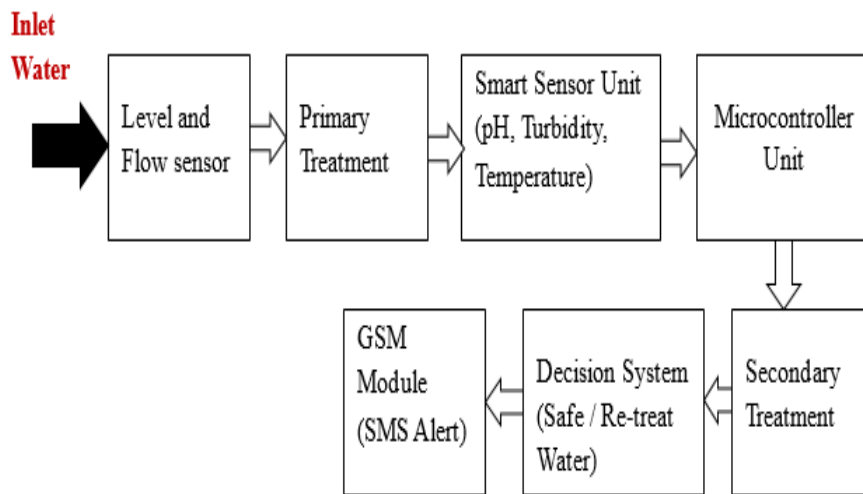 Inlet
Water
Level and
Flow sensor
Primary
Treatment
Smart Sensor Unit
(pH, Turbidity,
Temperature)
Microcontroller
Unit
GSM
Module
(SMS Alert)
Decision System
(Safe / Re-treat
Water)
Secondary
Treatment